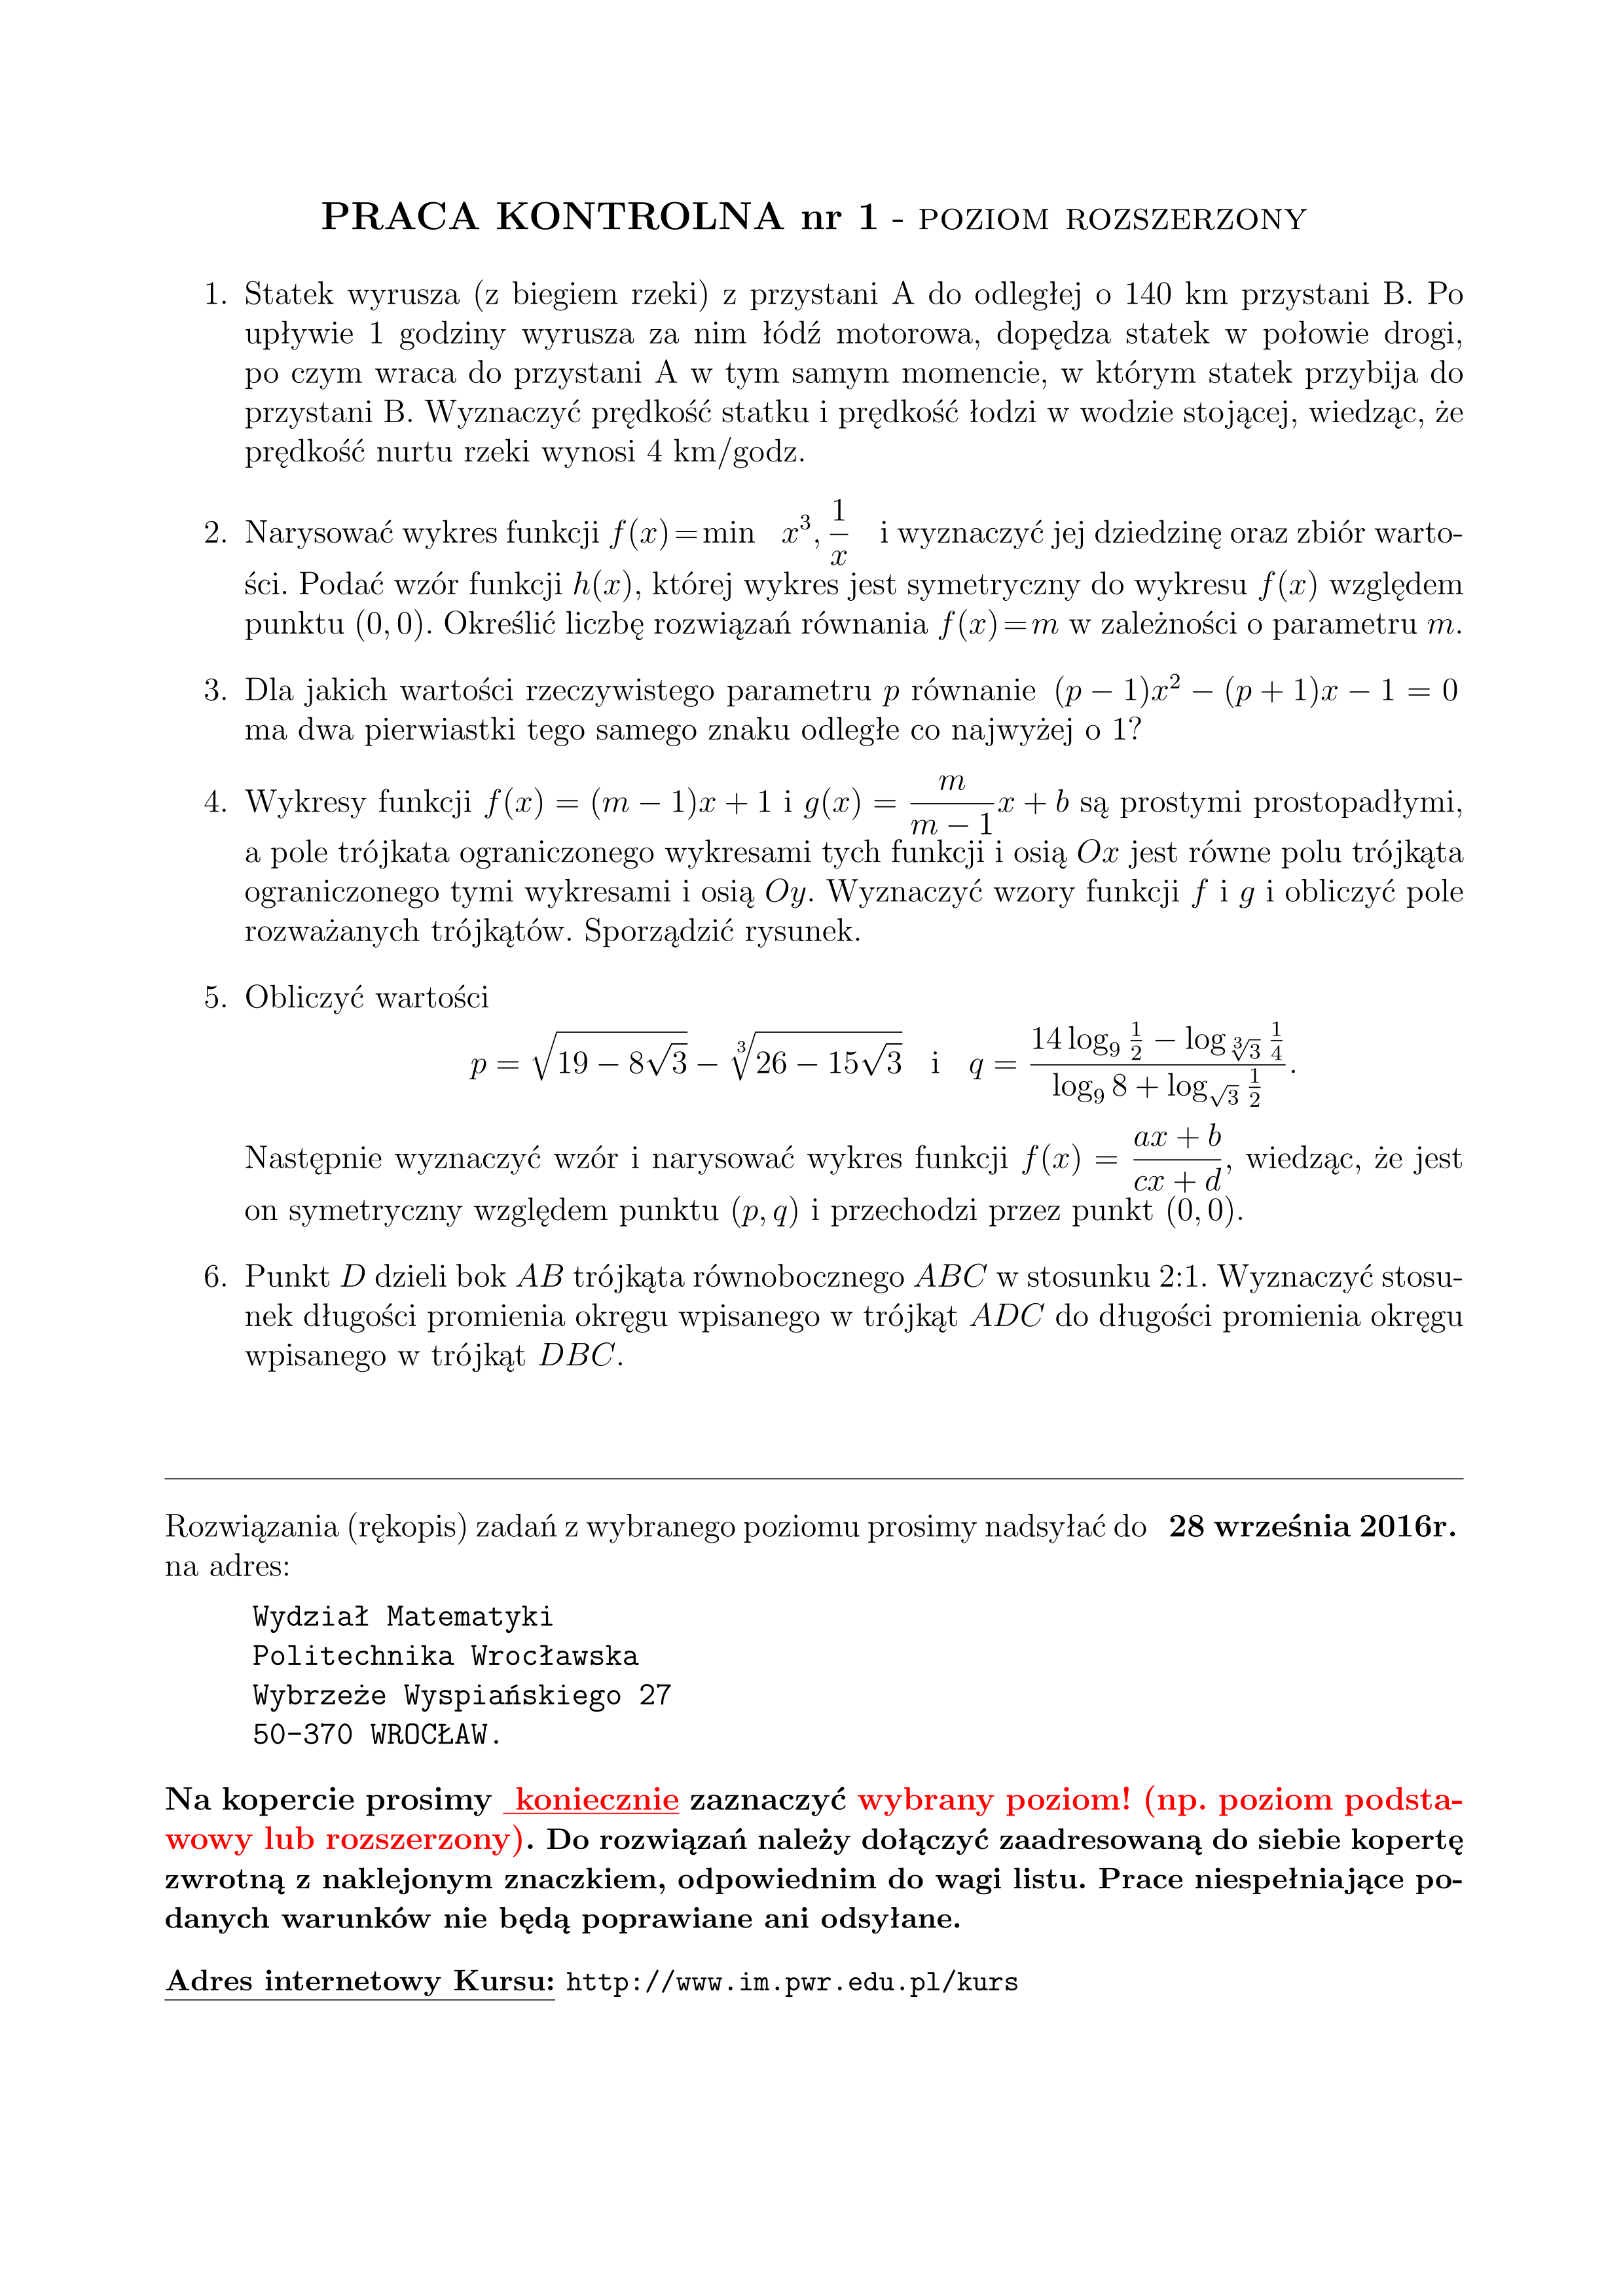 PRACA KONTROLNA nr 1 - POZIOM ROZSZERZONY
1. Statek wyrusza (z biegiem rzeki) z przystani A do odległej o 140 km przystani B. Po
upływie 1 godziny wyrusza za nim łódź motorowa, dopędza statek w połowie drogi,
po czym wraca do przystani A w tym samym momencie, w którym statek przybija do
przystani B. Wyznaczyć prędkość statku i prędkość łodzi w wodzie stojącej, wiedząc, że
prędkość nurtu rzeki wynosi 4 km/godz.
2. Narysować wykres funkcji $f(x)=\min\ x^3, \frac{1}{x}$ i wyznaczyć jej dziedzinę oraz zbiór warto-
ści. Podać wzór funkcji $h(x)$, której wykres jest symetryczny do wykresu $f(x)$ względem
punktu $(0,0)$. Określić liczbę rozwiązań równania $f(x)=m$ w zależności o parametru $m$.
3. Dla jakich wartości rzeczywistego parametru $p$ równanie $(p-1)x^2-(p+1)x-1=0$
ma dwa pierwiastki tego samego znaku odległe co najwyżej o 1?
4. Wykresy funkcji $f(x)=(m-1)x+1$ i $g(x)=\frac{m}{m-1}x+b$ są prostymi prostopadłymi,
a pole trójkata ograniczonego wykresami tych funkcji i osią $Ox$ jest równe polu trójkąta
ograniczonego tymi wykresami i osią $Oy$. Wyznaczyć wzory funkcji $f$ i $g$ i obliczyć pole
rozważanych trójkątów. Sporządzić rysunek.
5. Obliczyć wartości
$p=\sqrt{19-8\sqrt{3}}-\sqrt[3]{26-15\sqrt{3}}$ i $q=\frac{14\log_9\frac{1}{2}-\log_{\sqrt[3]{3}}\frac{1}{4}}{\log_9 8+\log_{\sqrt{3}}\frac{1}{2}}.$
Następnie wyznaczyć wzór i narysować wykres funkcji $f(x)=\frac{ax+b}{cx+d}$, wiedząc, że jest
on symetryczny względem punktu $(p,q)$ i przechodzi przez punkt $(0,0)$.
6. Punkt $D$ dzieli bok $AB$ trójkąta równobocznego $ABC$ w stosunku 2:1. Wyznaczyć stosu-
nek długości promienia okręgu wpisanego w trójkąt $ADC$ do długości promienia okręgu
wpisanego w trójkąt $DBC$.
Rozwiązania (rękopis) zadań z wybranego poziomu prosimy nadsyłać do 28 września 2016r.
na adres:
Wydział Matematyki
Politechnika Wrocławska
Wybrzeże Wyspiańskiego 27
50-370 WROCŁAW.
Na kopercie prosimy koniecznie zaznaczyć wybrany poziom! (np. poziom podsta-
wowy lub rozszerzony). Do rozwiązań należy dołączyć zaadresowaną do siebie kopertę
zwrotną z naklejonym znaczkiem, odpowiednim do wagi listu. Prace niespełniające po-
danych warunków nie będą poprawiane ani odsyłane.
Adres internetowy Kursu: http://www.im.pwr.edu.pl/kurs